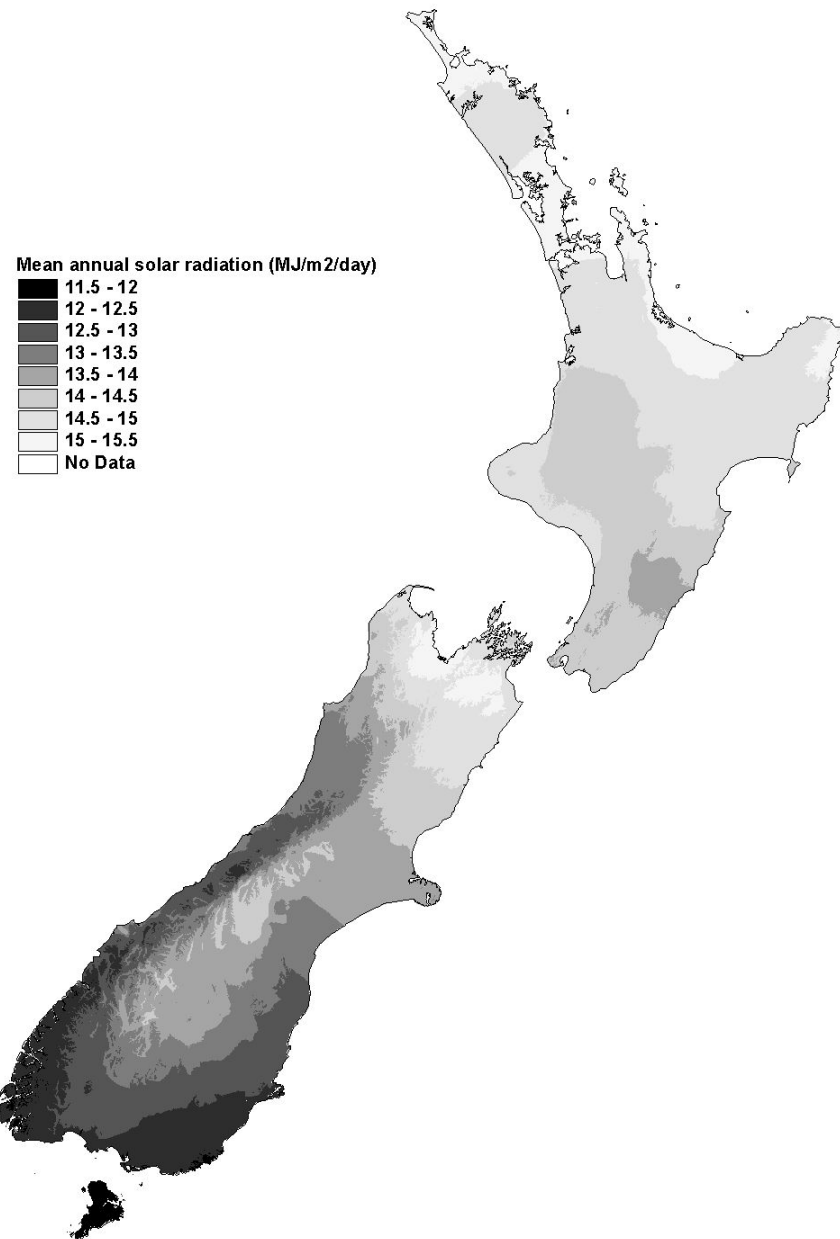 Mean annual solar radiation (MJ/m2/day)
11.5 - 12
12 - 12.5
12.5 - 13
13 - 13.5
13.5 - 14
14 - 14.5
14.5 - 15
15 - 15.5
No Data